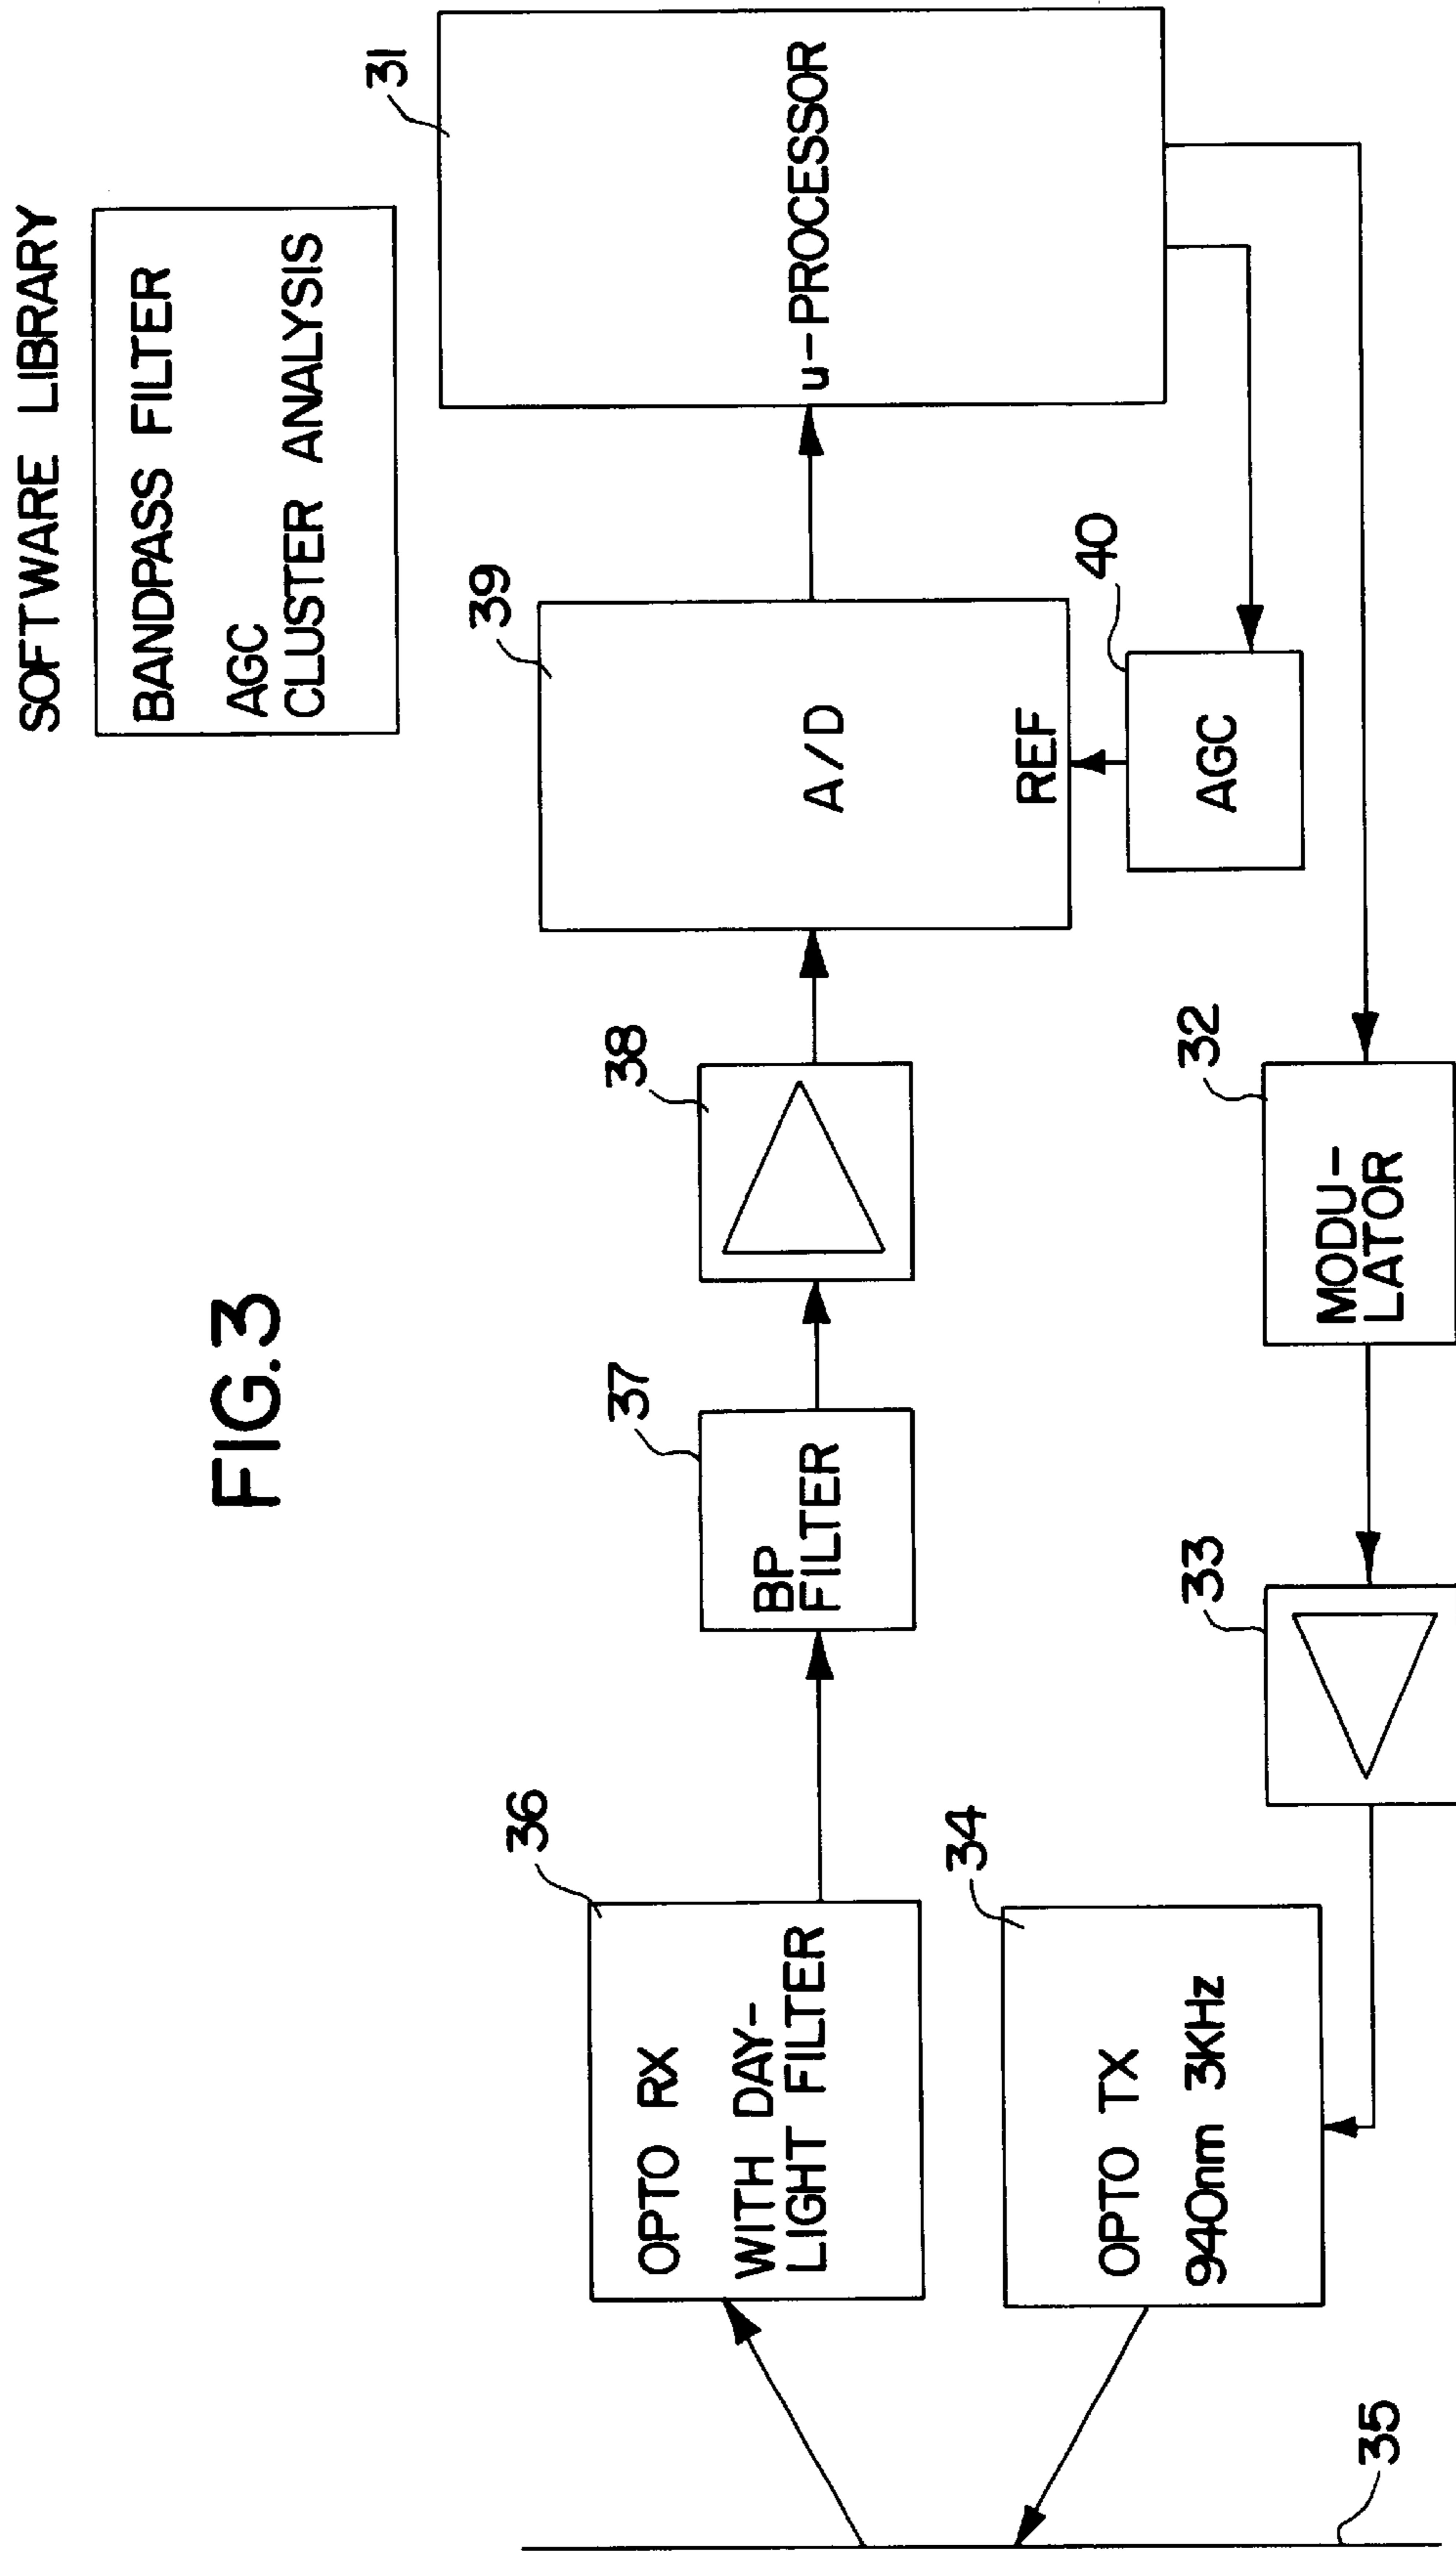 FIG.3
SOFTWARE LIBRARY
BANDPASS FILTER
AGC
CLUSTER ANALYSIS
36
OPTO RX
WITH DAY-
LIGHT FILTER
37
BP
FILTER
38
39
A/D
REF
31
u-PROCESSOR
40
AGC
34
OPTO TX
940nm 3KHz
33
32
MODU-
LATOR
35